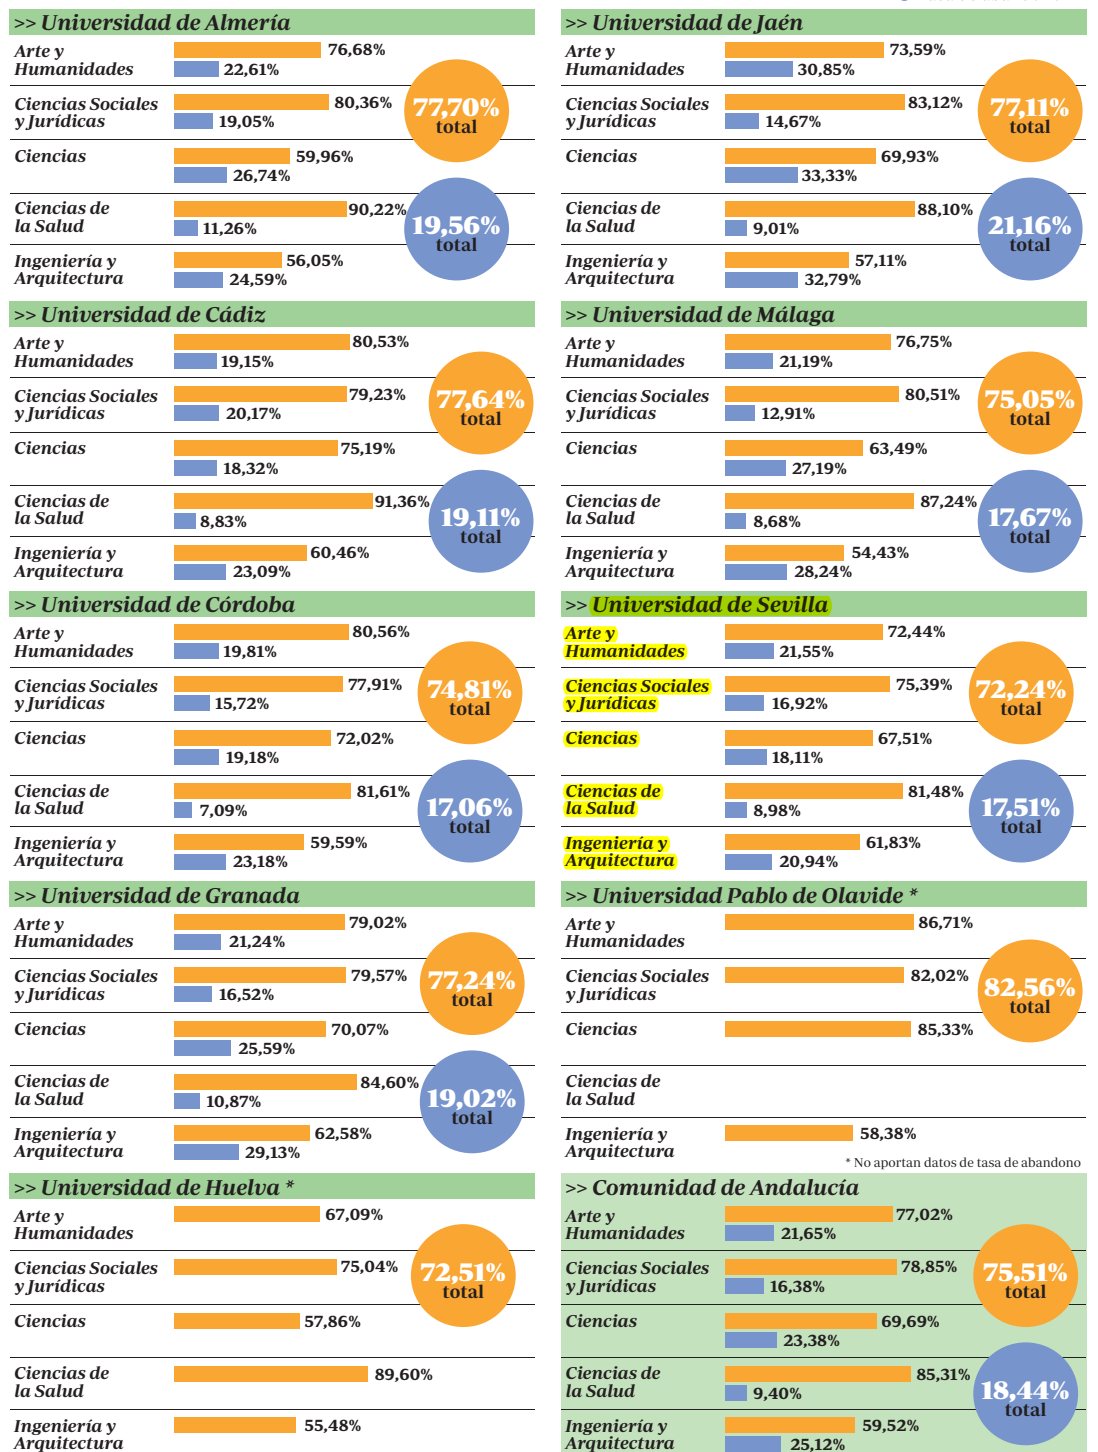 >> Universidad de Almería
Arte y
Humanidades
76,68%
22,61%
Ciencias Sociales
y Jurídicas
80,36%
19,05%
Ciencias
59,96%
26,74%
Ciencias de
la Salud
90,22%
11,26%
Ingeniería y
Arquitectura
56,05%
24,59%
77,70%
total
19,56%
total
>> Universidad de Jaén
Arte y
Humanidades
73,59%
30,85%
Ciencias Sociales
y Jurídicas
83,12%
14,67%
Ciencias
69,93%
33,33%
Ciencias de
la Salud
88,10%
9,01%
Ingeniería y
Arquitectura
57,11%
32,79%
77,11%
total
21,16%
total
>> Universidad de Cádiz
Arte y
Humanidades
80,53%
19,15%
Ciencias Sociales
y Jurídicas
79,23%
20,17%
Ciencias
75,19%
18,32%
Ciencias de
la Salud
91,36%
8,83%
Ingeniería y
Arquitectura
60,46%
23,09%
77,64%
total
19,11%
total
>> Universidad de Málaga
Arte y
Humanidades
76,75%
21,19%
Ciencias Sociales
y Jurídicas
80,51%
12,91%
Ciencias
63,49%
27,19%
Ciencias de
la Salud
87,24%
8,68%
Ingeniería y
Arquitectura
54,43%
28,24%
75,05%
total
17,67%
total
>> Universidad de Córdoba
Arte y
Humanidades
80,56%
19,81%
Ciencias Sociales
y Jurídicas
77,91%
15,72%
Ciencias
72,02%
19,18%
Ciencias de
la Salud
81,61%
7,09%
Ingeniería y
Arquitectura
59,59%
23,18%
74,81%
total
17,06%
total
>> Universidad de Sevilla
Arte y
Humanidades
72,44%
21,55%
Ciencias Sociales
y Jurídicas
75,39%
16,92%
Ciencias
67,51%
18,11%
Ciencias de
la Salud
81,48%
8,98%
Ingeniería y
Arquitectura
61,83%
20,94%
72,24%
total
17,51%
total
>> Universidad de Granada
Arte y
Humanidades
79,02%
21,24%
Ciencias Sociales
y Jurídicas
79,57%
16,52%
Ciencias
70,07%
25,59%
Ciencias de
la Salud
84,60%
10,87%
Ingeniería y
Arquitectura
62,58%
29,13%
77,24%
total
19,02%
total
>> Universidad Pablo de Olavide *
Arte y
Humanidades
86,71%
Ciencias Sociales
y Jurídicas
82,02%
Ciencias
85,33%
Ciencias de
la Salud
Ingeniería y
Arquitectura
58,38%
82,56%
total
* No aportan datos de tasa de abandono
>> Universidad de Huelva *
Arte y
Humanidades
67,09%
Ciencias Sociales
y Jurídicas
75,04%
Ciencias
57,86%
Ciencias de
la Salud
89,60%
Ingeniería y
Arquitectura
55,48%
72,51%
total
>> Comunidad de Andalucía
Arte y
Humanidades
77,02%
21,65%
Ciencias Sociales
y Jurídicas
78,85%
16,38%
Ciencias
69,69%
23,38%
Ciencias de
la Salud
85,31%
9,40%
Ingeniería y
Arquitectura
59,52%
25,12%
75,51%
total
18,44%
total